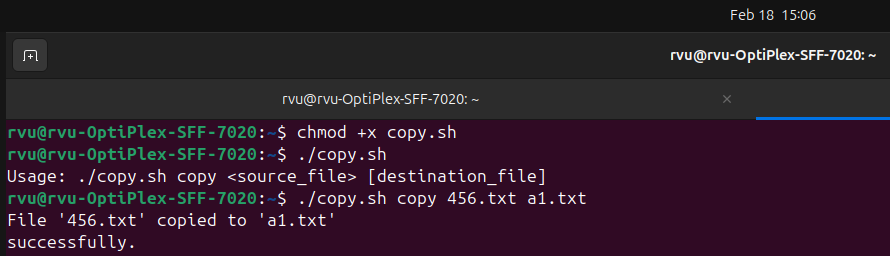 Feb 18 15:06
rvu@rvu-OptiPlex-SFF-7020: ~
rvu@rvu-OptiPlex-SFF-7020: ~ ×
rvu@rvu-OptiPlex-SFF-7020:~$ chmod +x copy.sh
rvu@rvu-OptiPlex-SFF-7020:~$ ./copy.sh
Usage: ./copy.sh copy <source_file> [destination_file]
rvu@rvu-OptiPlex-SFF-7020:~$ ./copy.sh copy 456.txt a1.txt
File '456.txt' copied to 'a1.txt'
successfully.